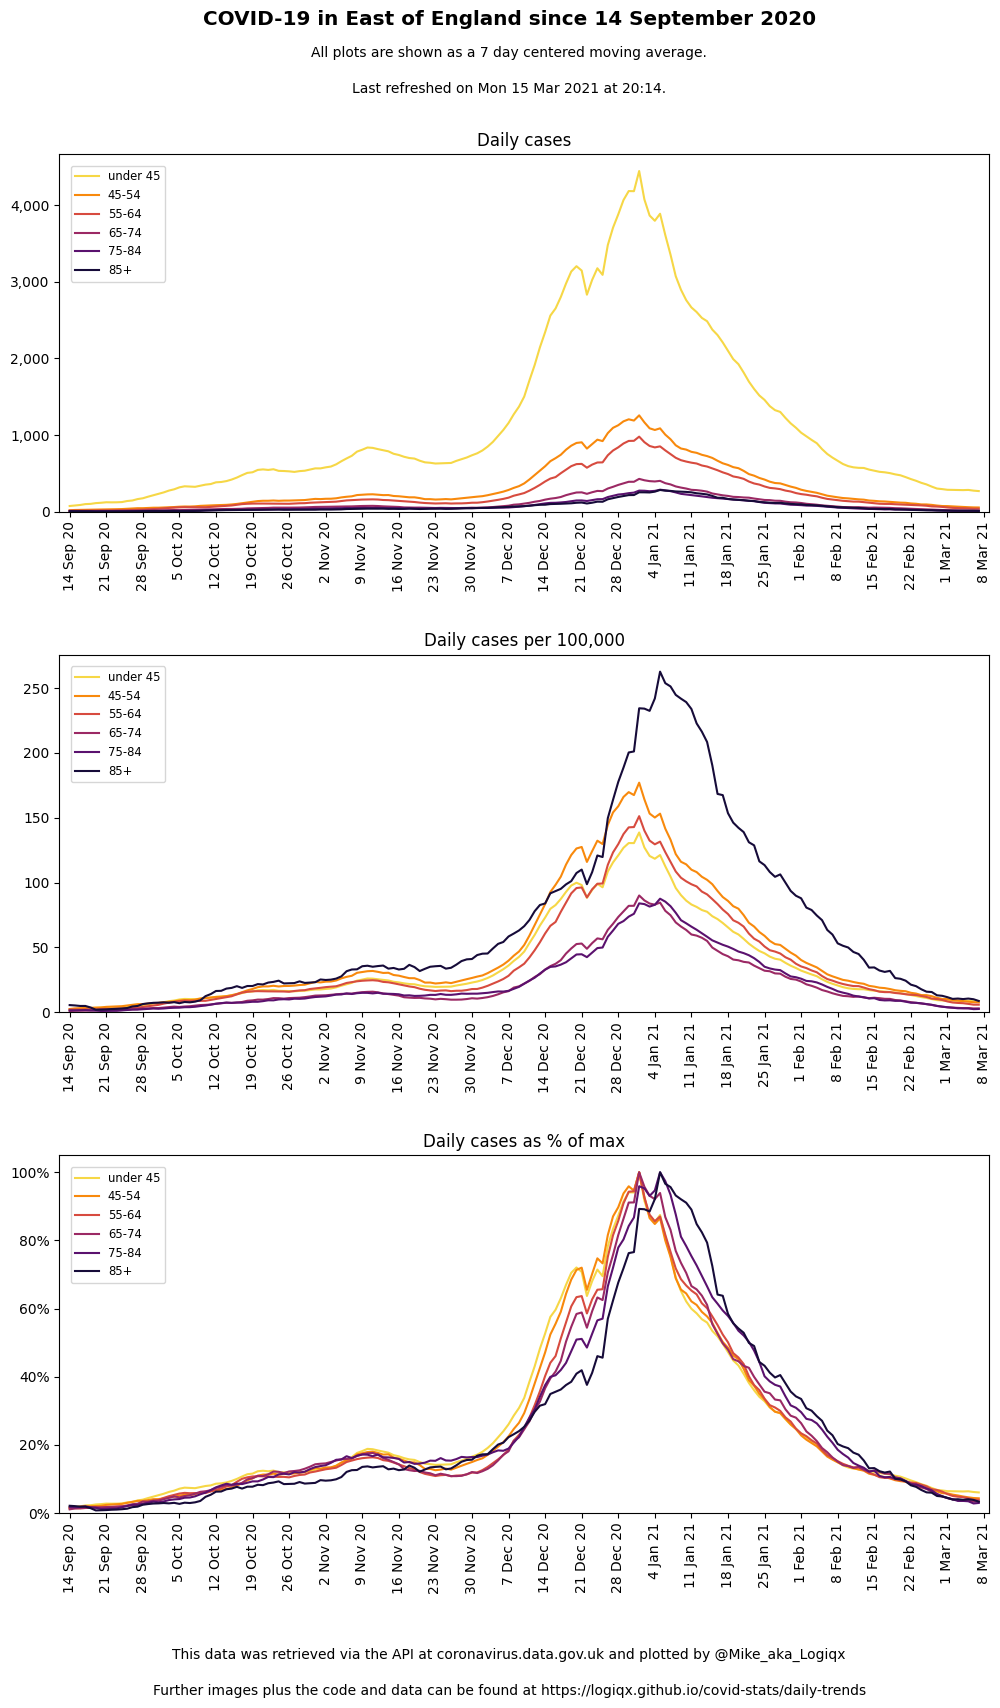 COVID-19 in East of England since 14 September 2020
All plots are shown as a 7 day centered moving average.
Last refreshed on Mon 15 Mar 2021 at 20:14.
Daily cases
under 45
45-54
55-64
65-74
75-84
85+
4,000
3,000
2,000
1,000
0
14 Sep 20
21 Sep 20
28 Sep 20
5 Oct 20
12 Oct 20
19 Oct 20
26 Oct 20
2 Nov 20
9 Nov 20
16 Nov 20
23 Nov 20
30 Nov 20
7 Dec 20
14 Dec 20
21 Dec 20
28 Dec 20
4 Jan 21
11 Jan 21
18 Jan 21
25 Jan 21
1 Feb 21
8 Feb 21
15 Feb 21
22 Feb 21
1 Mar 21
8 Mar 21
Daily cases per 100,000
under 45
45-54
55-64
65-74
75-84
85+
250
200
150
100
50
0
14 Sep 20
21 Sep 20
28 Sep 20
5 Oct 20
12 Oct 20
19 Oct 20
26 Oct 20
2 Nov 20
9 Nov 20
16 Nov 20
23 Nov 20
30 Nov 20
7 Dec 20
14 Dec 20
21 Dec 20
28 Dec 20
4 Jan 21
11 Jan 21
18 Jan 21
25 Jan 21
1 Feb 21
8 Feb 21
15 Feb 21
22 Feb 21
1 Mar 21
8 Mar 21
Daily cases as % of max
under 45
45-54
55-64
65-74
75-84
85+
100%
80%
60%
40%
20%
0%
14 Sep 20
21 Sep 20
28 Sep 20
5 Oct 20
12 Oct 20
19 Oct 20
26 Oct 20
2 Nov 20
9 Nov 20
16 Nov 20
23 Nov 20
30 Nov 20
7 Dec 20
14 Dec 20
21 Dec 20
28 Dec 20
4 Jan 21
11 Jan 21
18 Jan 21
25 Jan 21
1 Feb 21
8 Feb 21
15 Feb 21
22 Feb 21
1 Mar 21
8 Mar 21
This data was retrieved via the API at coronavirus.data.gov.uk and plotted by @Mike_aka_Logiqx
Further images plus the code and data can be found at https://logiqx.github.io/covid-stats/daily-trends